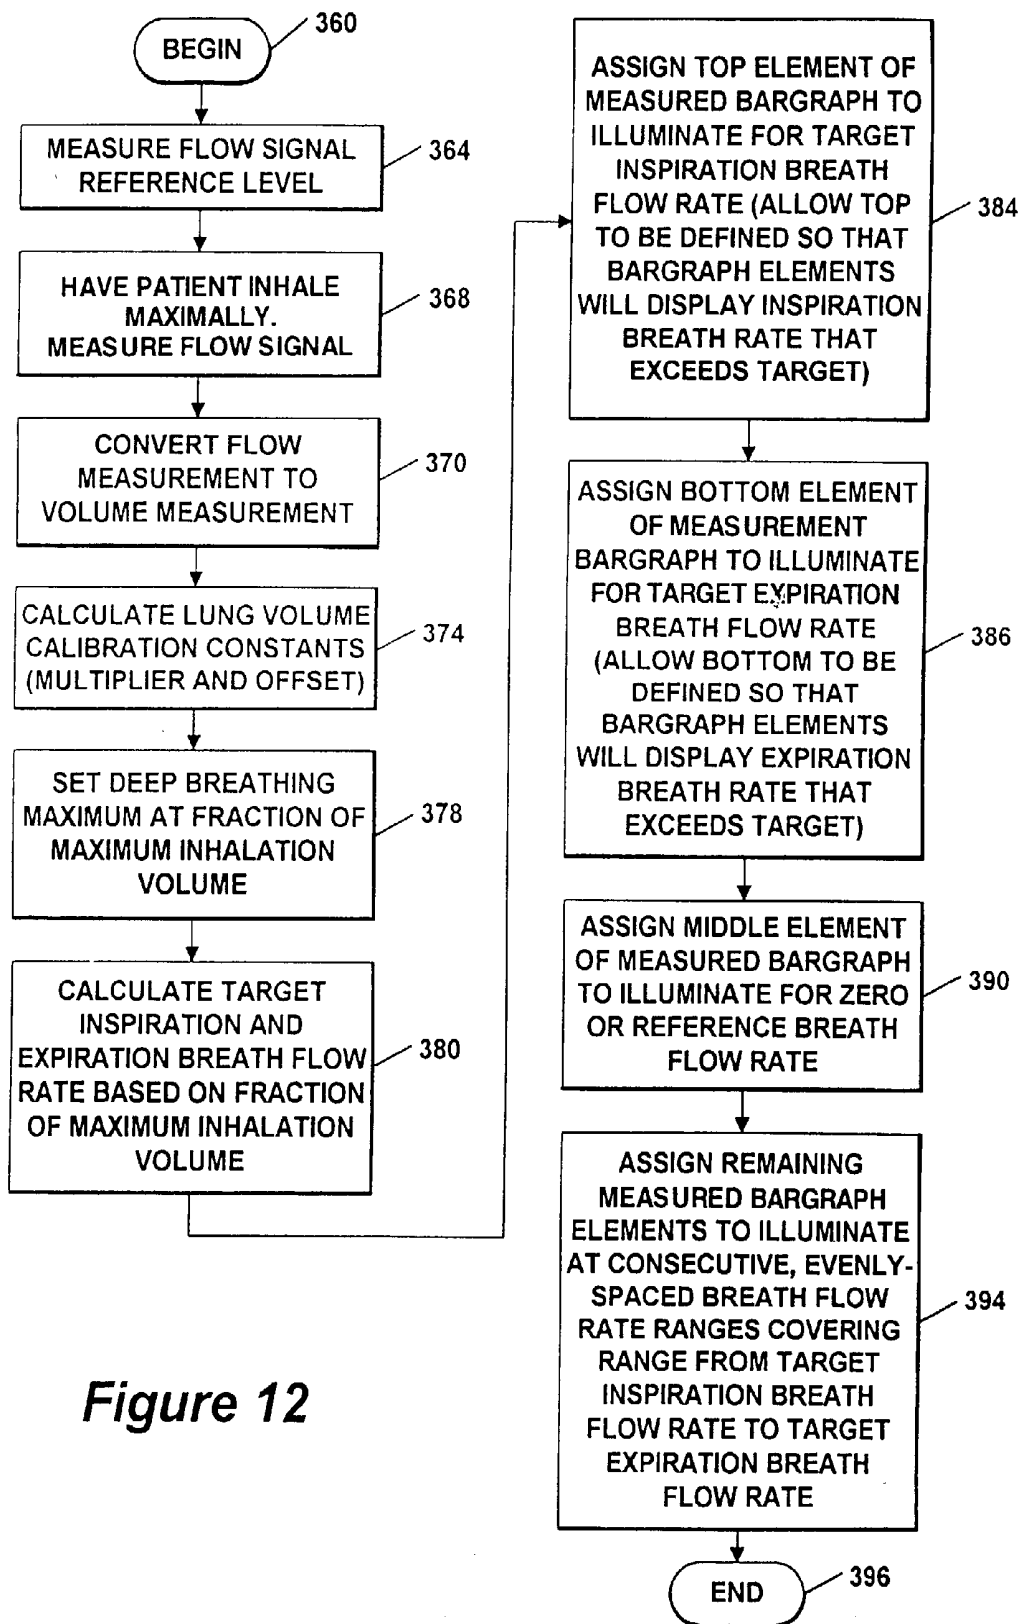 BEGIN
360
MEASURE FLOW SIGNAL
REFERENCE LEVEL
364
HAVE PATIENT INHALE
MAXIMALLY.
MEASURE FLOW SIGNAL
368
CONVERT FLOW
MEASUREMENT TO
VOLUME MEASUREMENT
370
CALCULATE LUNG VOLUME
CALIBRATION CONSTANTS
(MULTIPLIER AND OFFSET)
374
SET DEEP BREATHING
MAXIMUM AT FRACTION OF
MAXIMUM INHALATION
VOLUME
378
CALCULATE TARGET
INSPIRATION AND
EXPIRATION BREATH FLOW
RATE BASED ON FRACTION
OF MAXIMUM INHALATION
VOLUME
380
ASSIGN TOP ELEMENT OF
MEASURED BARGRAPH TO
ILLUMINATE FOR TARGET
INSPIRATION BREATH
FLOW RATE (ALLOW TOP
TO BE DEFINED SO THAT
BARGRAPH ELEMENTS
WILL DISPLAY INSPIRATION
BREATH RATE THAT
EXCEEDS TARGET)
384
ASSIGN BOTTOM ELEMENT
OF MEASUREMENT
BARGRAPH TO ILLUMINATE
FOR TARGET EXPIRATION
BREATH FLOW RATE
(ALLOW BOTTOM TO BE
DEFINED SO THAT
BARGRAPH ELEMENTS
WILL DISPLAY EXPIRATION
BREATH RATE THAT
EXCEEDS TARGET)
386
ASSIGN MIDDLE ELEMENT
OF MEASURED BARGRAPH
TO ILLUMINATE FOR ZERO
OR REFERENCE BREATH
FLOW RATE
390
ASSIGN REMAINING
MEASURED BARGRAPH
ELEMENTS TO ILLUMINATE
AT CONSECUTIVE, EVENLY-
SPACED BREATH FLOW
RATE RANGES COVERING
RANGE FROM TARGET
INSPIRATION BREATH
FLOW RATE TO TARGET
EXPIRATION BREATH
FLOW RATE
394
END
396
Figure 12